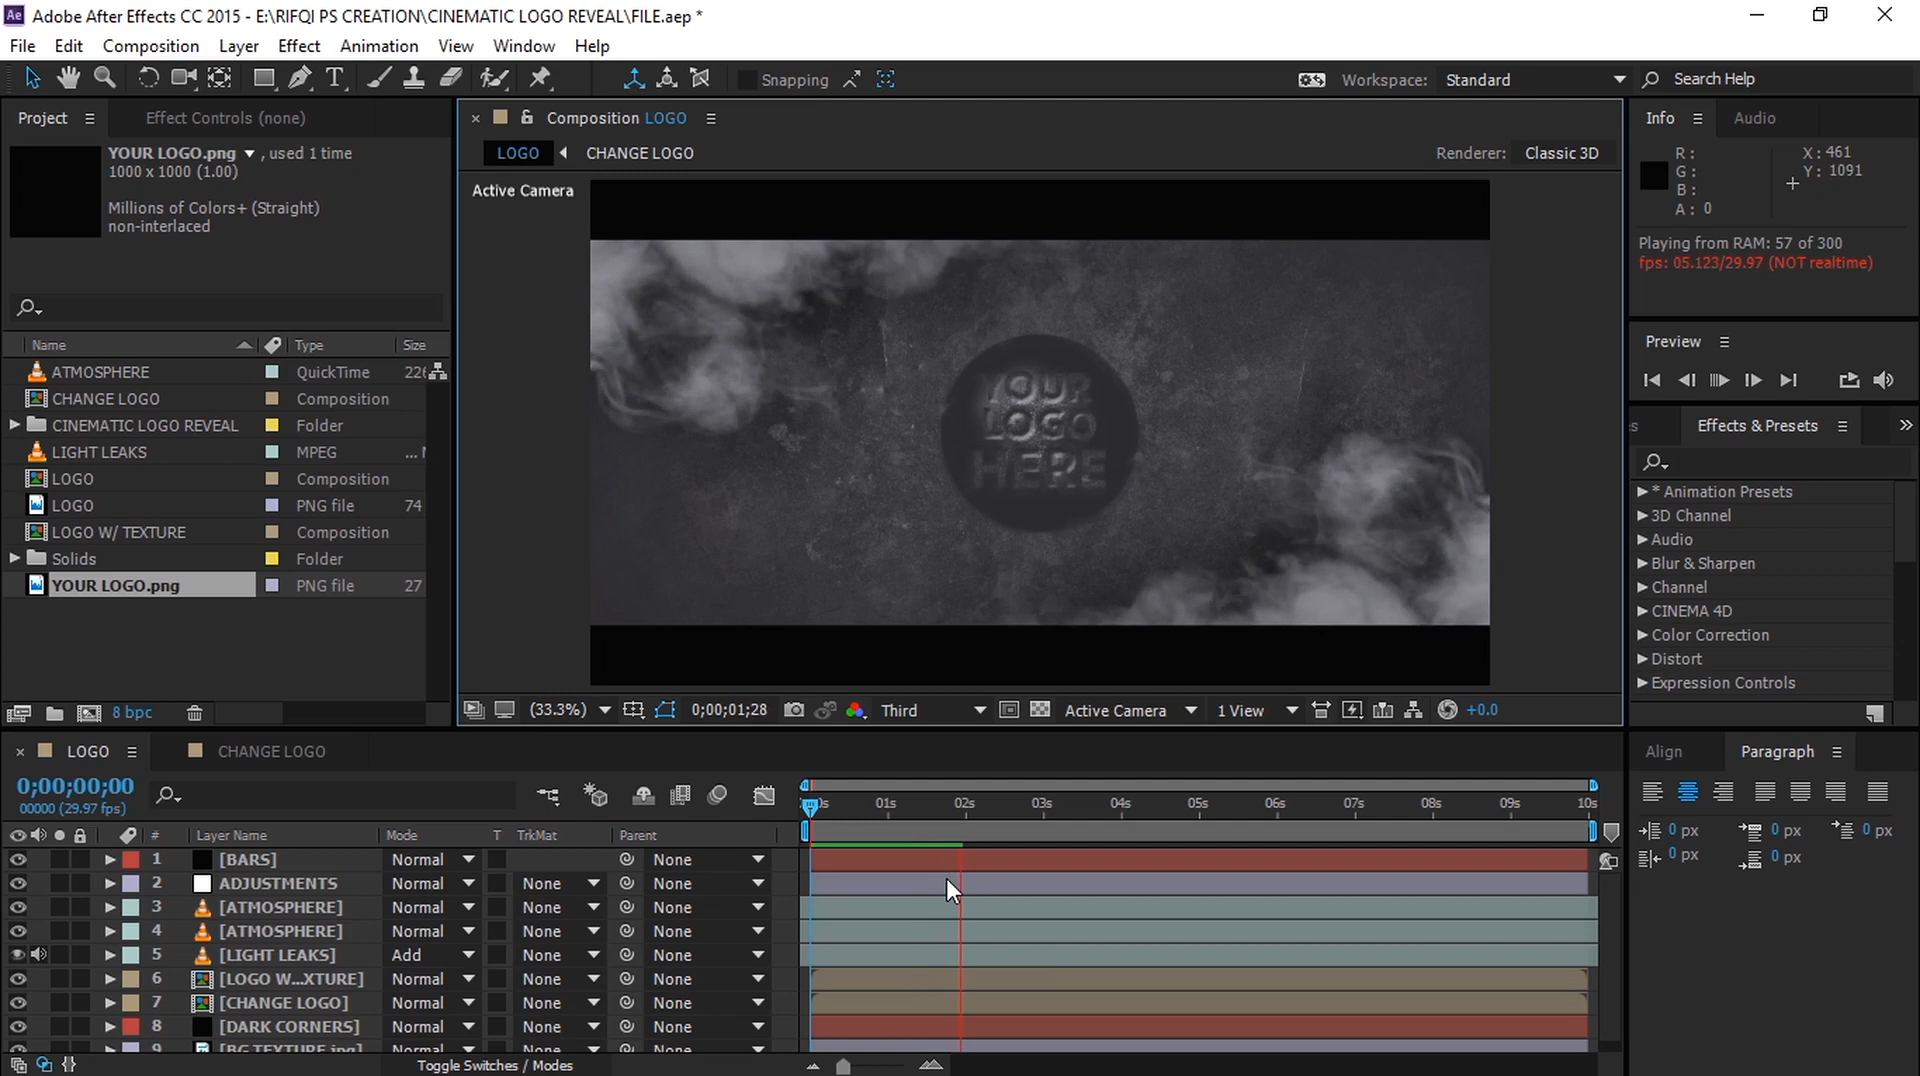 Adobe After Effects CC 2015 - E:\RIFQI PS CREATION\CINEMATIC LOGO REVEAL\FILE.aep *
File Edit Composition Layer Effect Animation View Window Help
Snapping
Workspace: Standard
Search Help
Project
Effect Controls (none)
YOUR LOGO.png , used 1 time
1000 x 1000 (1.00)
Millions of Colors+ (Straight)
non-interlaced
Name Type Size
ATMOSPHERE QuickTime 226
CHANGE LOGO Composition
CINEMATIC LOGO REVEAL Folder
LIGHT LEAKS MPEG
LOGO Composition
LOGO PNG file 74
LOGO W/ TEXTURE Composition
Solids Folder
YOUR LOGO.png PNG file 27
8 bpc
Composition LOGO
LOGO CHANGE LOGO
Renderer: Classic 3D
Active Camera
YOUR
LOGO
HERE
(33.3%) 0;00;01;28 Third Active Camera 1 View +0.0
Info Audio
R: X: 461
G: Y: 1091
B:
A: 0
Playing from RAM: 57 of 300
fps: 05.123/29.97 (NOT realtime)
Preview
Effects & Presets
* Animation Presets
3D Channel
Audio
Blur & Sharpen
Channel
CINEMA 4D
Color Correction
Distort
Expression Controls
LOGO CHANGE LOGO
0;00;00;00
00000 (29.97 fps)
01s 02s 03s 04s 05s 06s 07s 08s 09s 10s
# Layer Name Mode T TrkMat Parent
1 [BARS] Normal None
2 ADJUSTMENTS Normal None None
3 [ATMOSPHERE] Normal None None
4 [ATMOSPHERE] Normal None None
5 [LIGHT LEAKS] Add None None
6 [LOGO W...XTURE] Normal None None
7 [CHANGE LOGO] Normal None None
8 [DARK CORNERS] Normal None None
9 [BG TEXTURE.jpg] Normal None None
Toggle Switches / Modes
Align Paragraph
0 px 0 px 0 px
0 px 0 px